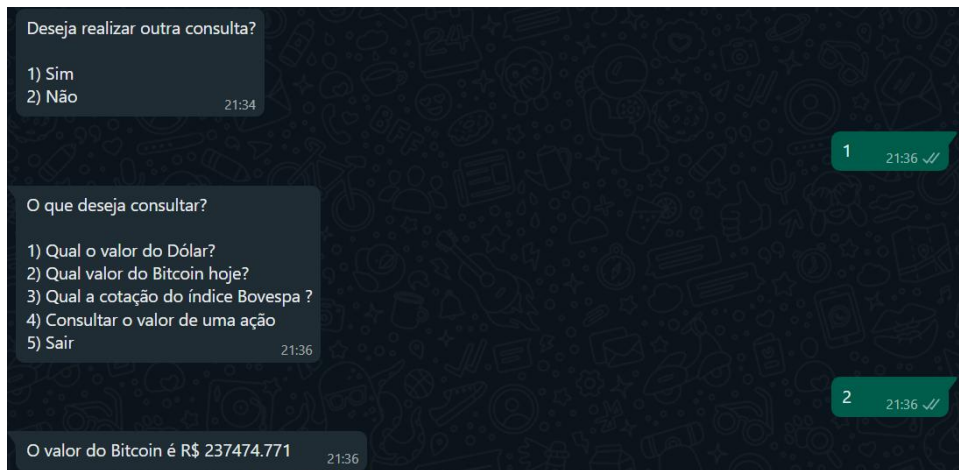 Deseja realizar outra consulta?
1) Sim
2) Não
21:34
1
21:36
O que deseja consultar?
1) Qual o valor do Dólar?
2) Qual valor do Bitcoin hoje?
3) Qual a cotação do índice Bovespa ?
4) Consultar o valor de uma ação
5) Sair
21:36
2
21:36
O valor do Bitcoin é R$ 237474.771
21:36